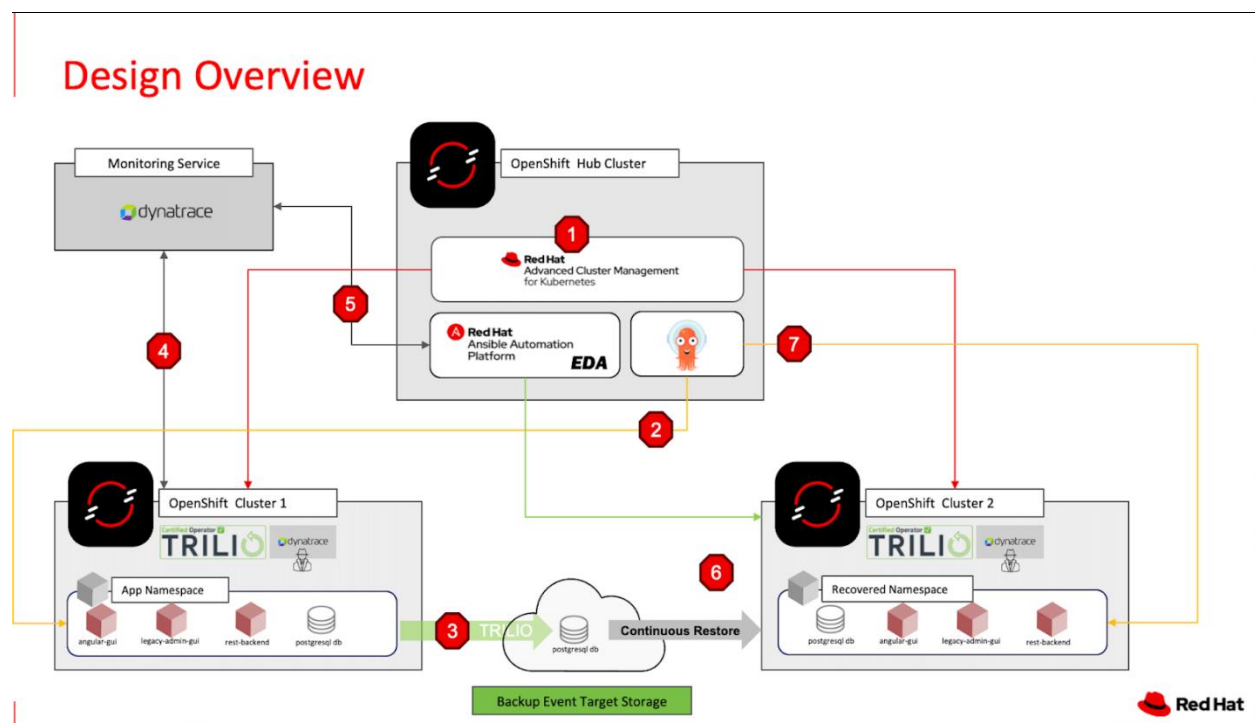 Design Overview
Monitoring Service
dynatrace
OpenShift Hub Cluster
1
Red Hat
Advanced Cluster Management
for Kubernetes
5
A
Red Hat
Ansible Automation
Platform
EDA
7
4
2
OpenShift Cluster 1
Certified Operator
TRILIO
dynatrace
App Namespace
angular-gui
legacy-admin-gui
rest-backend
postgresql db
3
TRILIO
postgresql db
Continuous Restore
Backup Event Target Storage
6
OpenShift Cluster 2
Certified Operator
TRILIO
dynatrace
Recovered Namespace
postgresql db
angular-gui
legacy-admin-gui
rest-backend
Red Hat